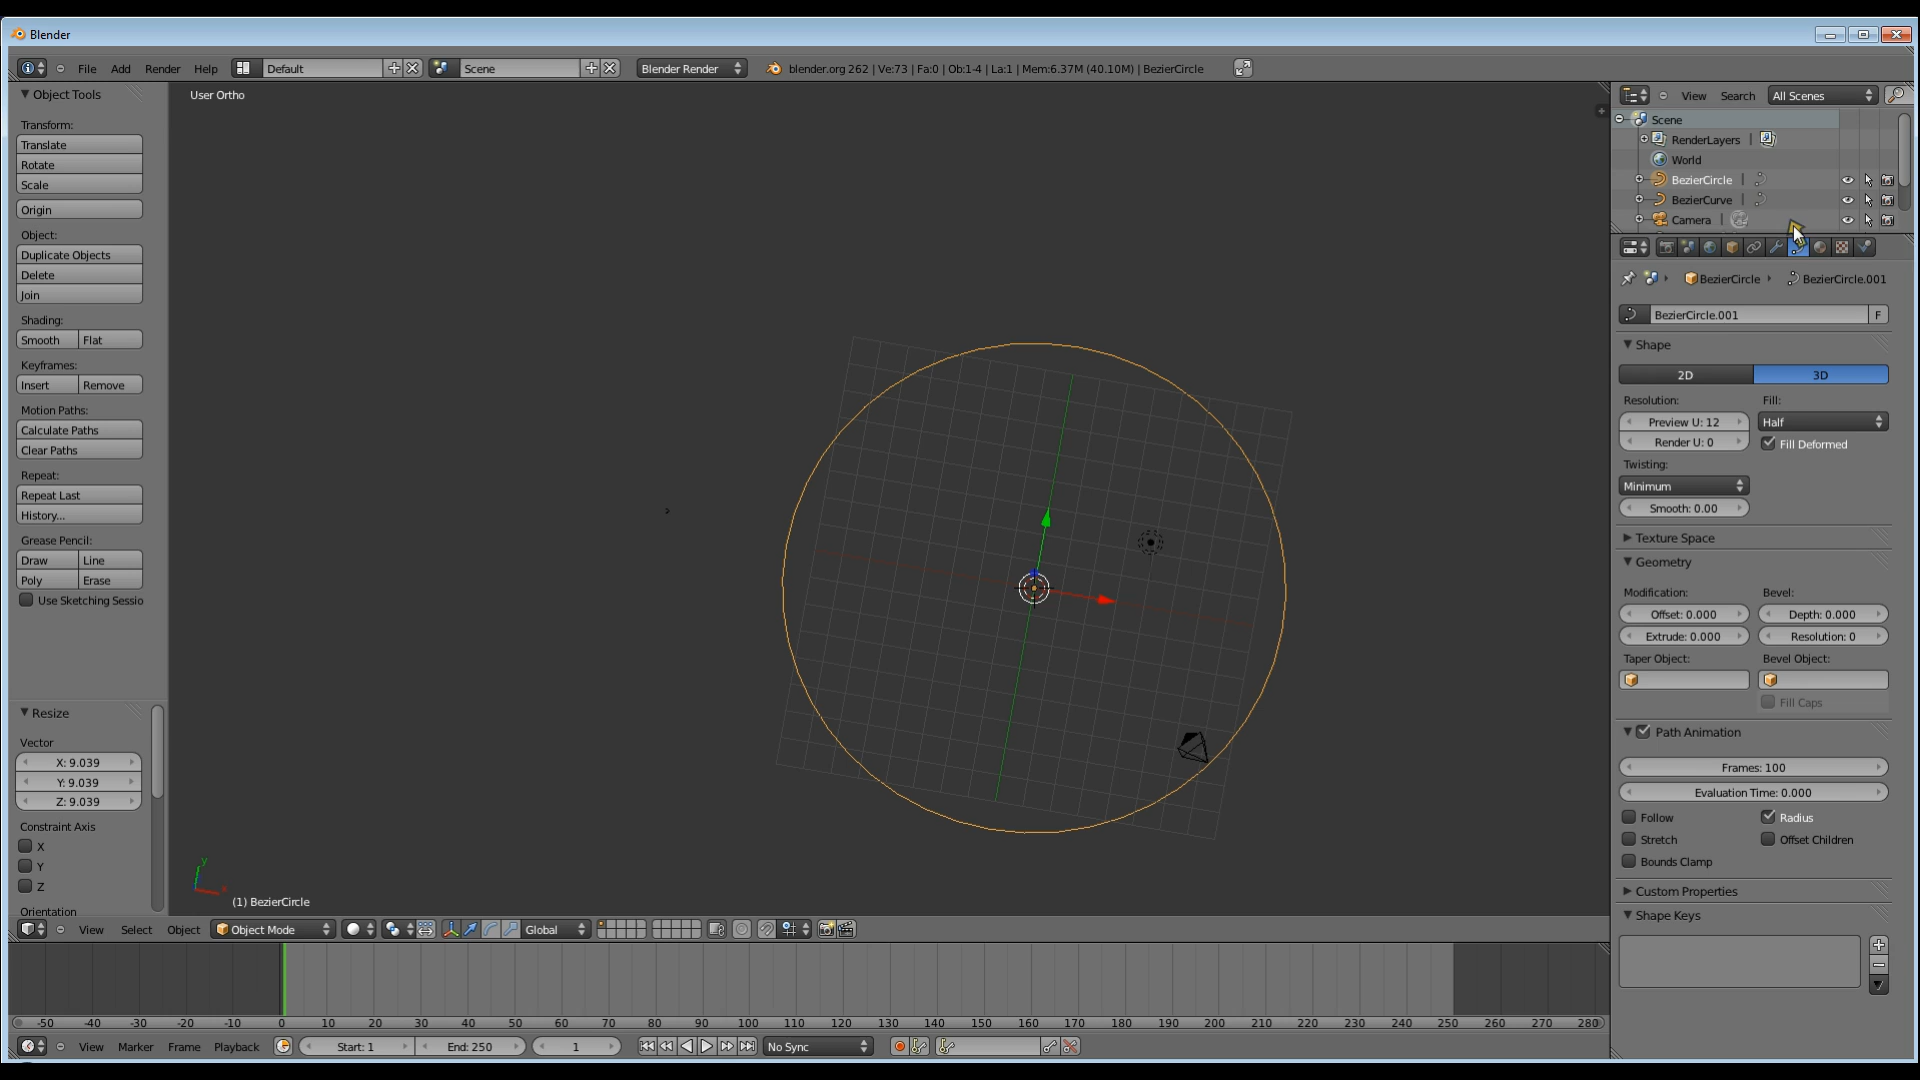 Blender
File Add Render Help Default Scene Blender Render blender.org 262 | Ve:73 | Fa:0 | Ob:1-4 | La:1 | Mem:6.37M (40.10M) | BezierCircle
Object Tools
Transform:
Translate
Rotate
Scale
Origin
Object:
Duplicate Objects
Delete
Join
Shading:
Smooth Flat
Keyframes:
Insert Remove
Motion Paths:
Calculate Paths
Clear Paths
Repeat:
Repeat Last
History...
Grease Pencil:
Draw Line
Poly Erase
Use Sketching Sessio
Resize
Vector
X: 9.039
Y: 9.039
Z: 9.039
Constraint Axis
X
Y
Z
Orientation
User Ortho
y
x
(1) BezierCircle
View Select Object Object Mode Global
-50 -40 -30 -20 -10 0 10 20 30 40 50 60 70 80 90 100 110 120 130 140 150 160 170 180 190 200 210 220 230 240 250 260 270 280
View Marker Frame Playback Start: 1 End: 250 1 No Sync
View Search All Scenes
Scene
RenderLayers |
World
BezierCircle |
BezierCurve |
Camera |
BezierCircle BezierCircle.001
BezierCircle.001 F
Shape
2D 3D
Resolution: Fill:
Preview U: 12 Half
Render U: 0 Fill Deformed
Twisting:
Minimum
Smooth: 0.00
Texture Space
Geometry
Modification: Bevel:
Offset: 0.000 Depth: 0.000
Extrude: 0.000 Resolution: 0
Taper Object: Bevel Object:
Fill Caps
Path Animation
Frames: 100
Evaluation Time: 0.000
Follow Radius
Stretch Offset Children
Bounds Clamp
Custom Properties
Shape Keys